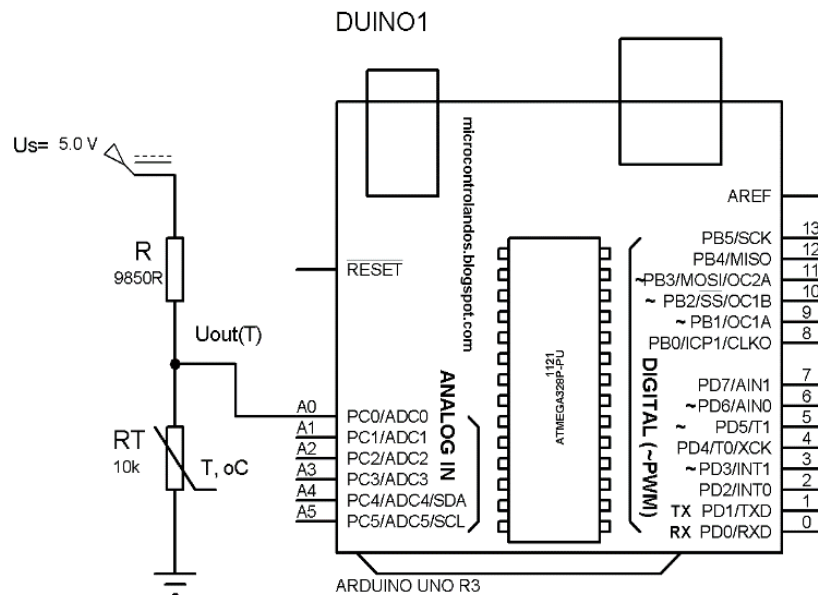 DUINO1
Us= 5.0 V
R
9850R
Uout(T)
RT
10k
T, oC
microcontrolandos.blogspot.com
RESET
A0 PC0/ADC0
A1 PC1/ADC1
A2 PC2/ADC2
A3 PC3/ADC3
A4 PC4/ADC4/SDA
A5 PC5/ADC5/SCL
ANALOG IN
1121
ATMEGA328P-PU
DIGITAL (~PWM)
AREF
PB5/SCK 13
PB4/MISO 12
~PB3/MOSI/OC2A 11
~ PB2/SS/OC1B 10
~ PB1/OC1A 9
PB0/ICP1/CLKO 8
PD7/AIN1 7
~PD6/AIN0 6
~ PD5/T1 5
PD4/T0/XCK 4
~PD3/INT1 3
PD2/INT0 2
TX PD1/TXD 1
RX PD0/RXD 0
ARDUINO UNO R3